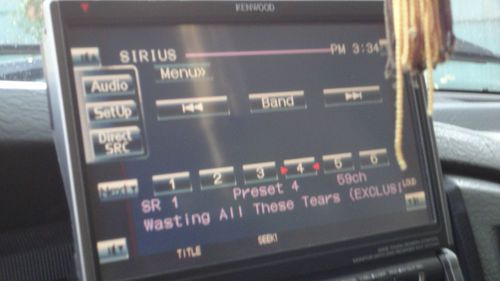 KENWOOD
SIRIUS PM 3:34
Menu»
Audio
Band
SetUp
Direct
SRC
Next
1 2 3 4 5 6
Preset 4
SR 1 59ch
Wasting All These Tears (EXCLUS LOUD
TITLE SEEK1